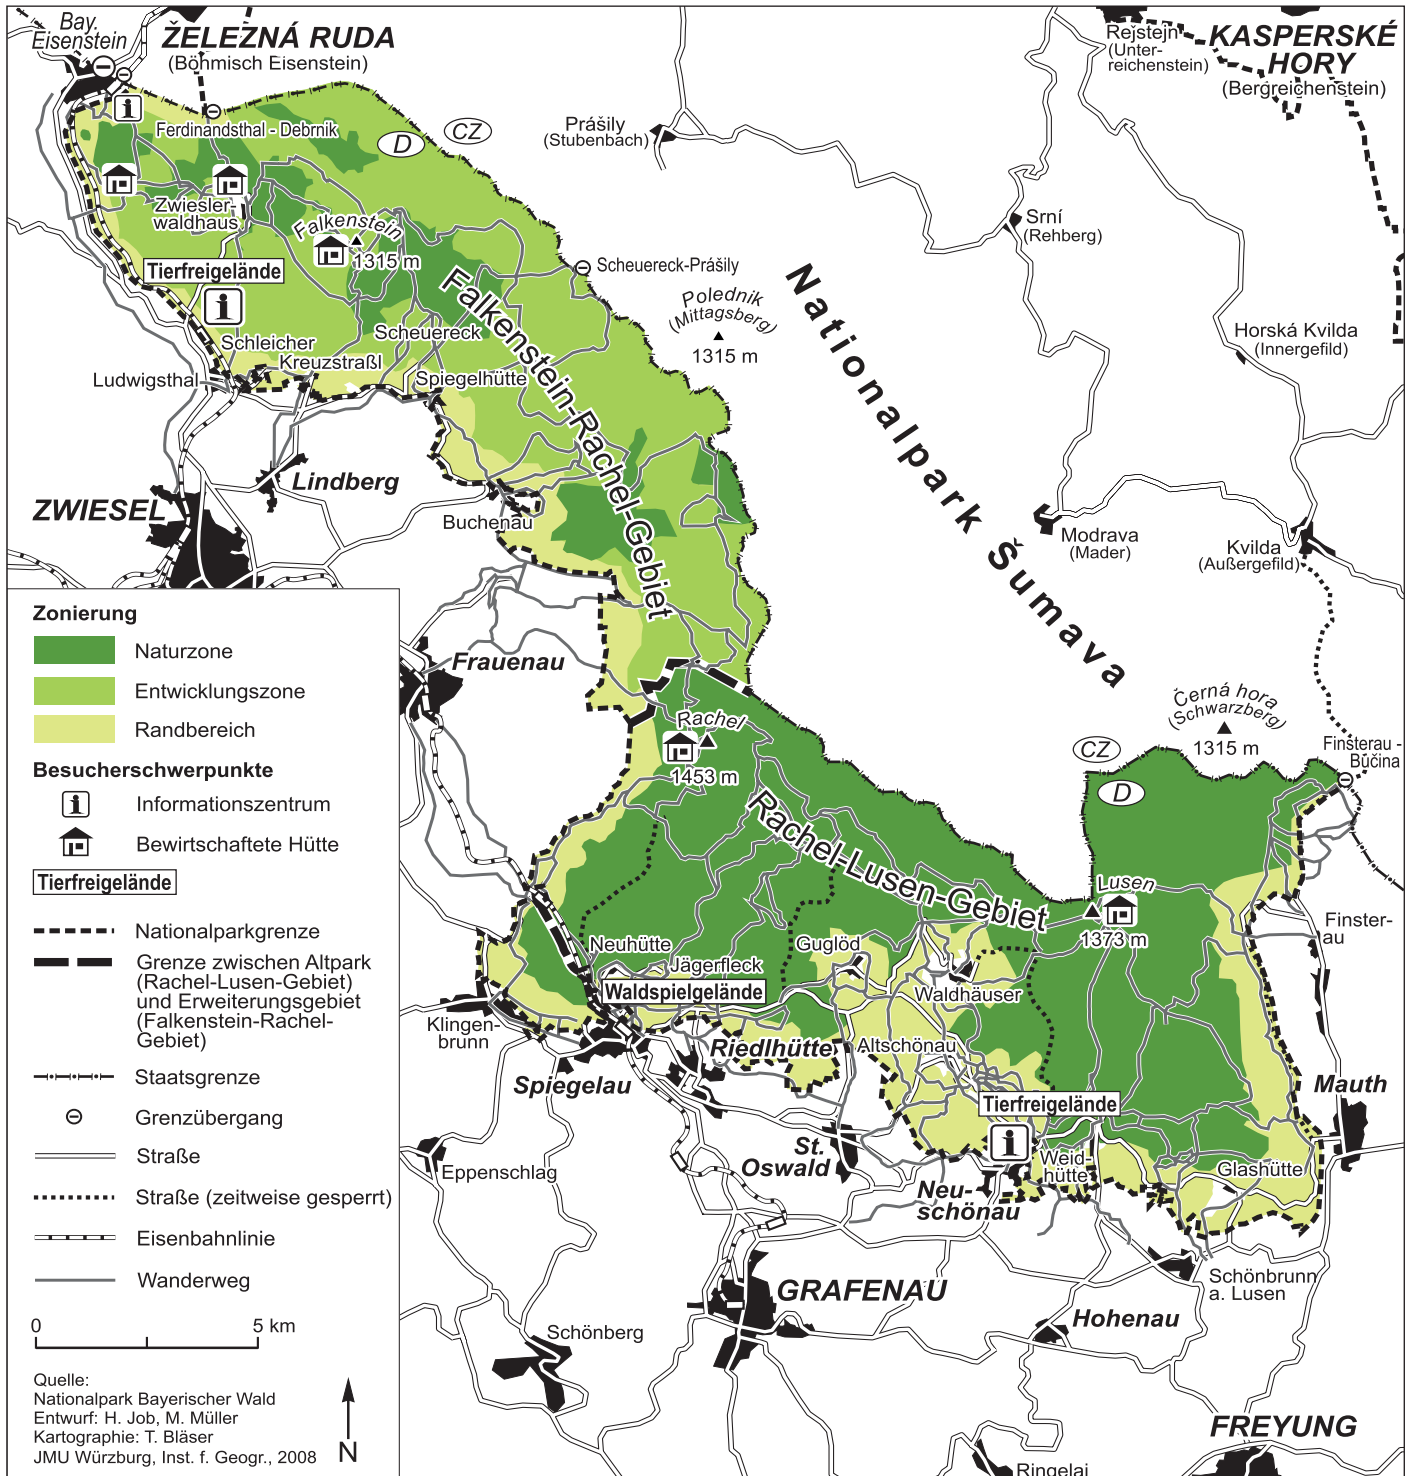 Bay.
Eisenstein
ŽELEZNÁ RUDA
(Böhmisch Eisenstein)
Ferdinandsthal - Debrnik
D
CZ
Prášily
(Stubenbach)
Rejštejn
(Unter-
reichenstein)
KASPERSKÉ
HORY
(Bergreichenstein)
Zwiesler-
waldhaus
Falkenstein
1315 m
Tierfreigelände
Scheuereck-Prášily
Polednik
(Mittagsberg)
1315 m
Srní
(Rehberg)
Horská Kvilda
(Innergefild)
Schleicher
Kreuzstraßl
Scheuereck
Ludwigsthal
Spiegelhütte
Falkenstein-Rachel-Gebiet
Nationalpark Šumava
Lindberg
ZWIESEL
Buchenau
Modrava
(Mader)
Kvilda
(Außergefild)
Frauenau
Rachel
1453 m
Černá hora
(Schwarzberg)
1315 m
CZ
D
Finsterau -
Bŭčina
Rachel-Lusen-Gebiet
Lusen
1373 m
Finster-
au
Neuhütte
Jägerfleck
Guglöd
Waldspielgelände
Waldhäuser
Klingen-
brunn
Riedlhütte
Altschönau
Spiegelau
Tierfreigelände
Mauth
St.
Oswald
Weid-
hütte
Glashütte
Eppenschlag
Neu-
schönau
GRAFENAU
Schönbrunn
a. Lusen
Hohenau
Schönberg
FREYUNG
Ringelai
Zonierung
Naturzone
Entwicklungszone
Randbereich
Besucherschwerpunkte
Informationszentrum
Bewirtschaftete Hütte
Tierfreigelände
Nationalparkgrenze
Grenze zwischen Altpark
(Rachel-Lusen-Gebiet)
und Erweiterungsgebiet
(Falkenstein-Rachel-
Gebiet)
Staatsgrenze
Grenzübergang
Straße
Straße (zeitweise gesperrt)
Eisenbahnlinie
Wanderweg
0 5 km
Quelle:
Nationalpark Bayerischer Wald
Entwurf: H. Job, M. Müller
Kartographie: T. Bläser
JMU Würzburg, Inst. f. Geogr., 2008
N